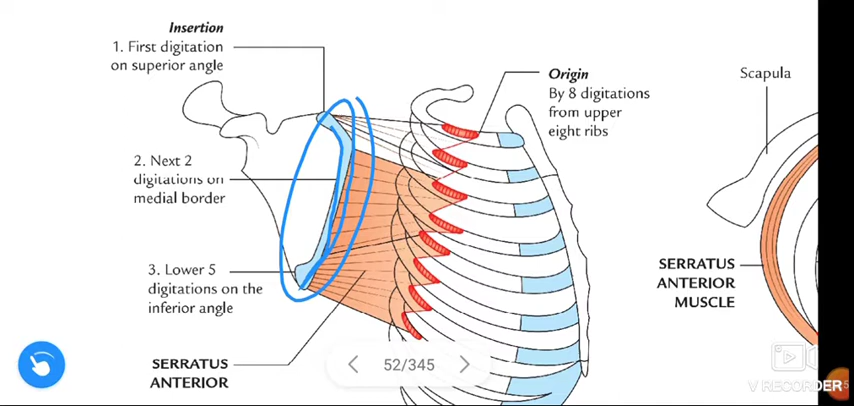 Insertion
1. First digitation
on superior angle
Origin
By 8 digitations
from upper
eight ribs
Scapula
2. Next 2
digitations on
medial border
3. Lower 5
digitations on the
inferior angle
SERRATUS
ANTERIOR
MUSCLE
SERRATUS
ANTERIOR
52/345
V RECORDER